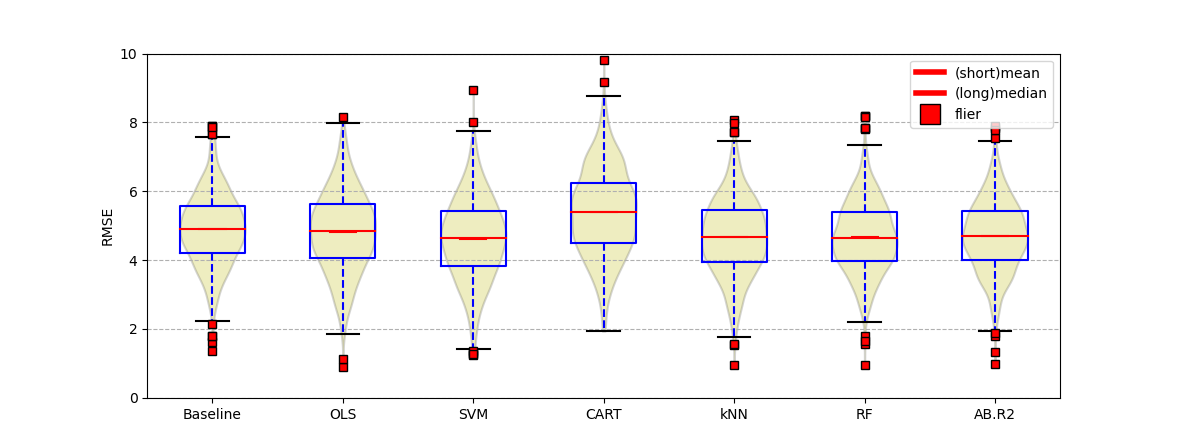 10
8
6
4
2
0
RMSE
(short)mean
(long)median
flier
Baseline OLS SVM CART kNN RF AB.R2